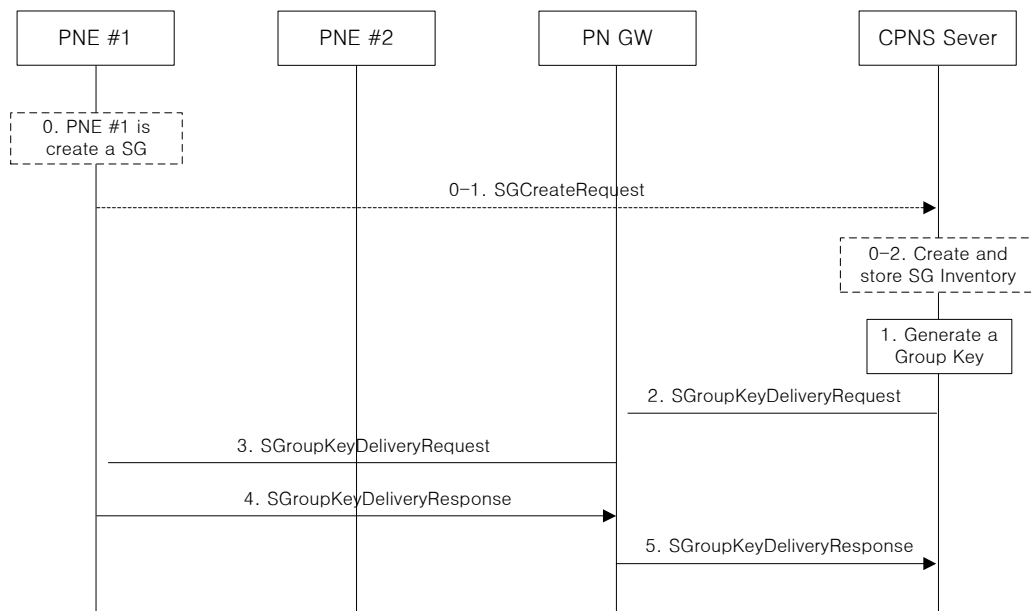 PNE #1
PNE #2
PN GW
CPNS Sever
0. PNE #1 is
create a SG
0-1. SGCreateRequest
0-2. Create and
store SG Inventory
1. Generate a
Group Key
2. SGroupKeyDeliveryRequest
3. SGroupKeyDeliveryRequest
4. SGroupKeyDeliveryResponse
5. SGroupKeyDeliveryResponse